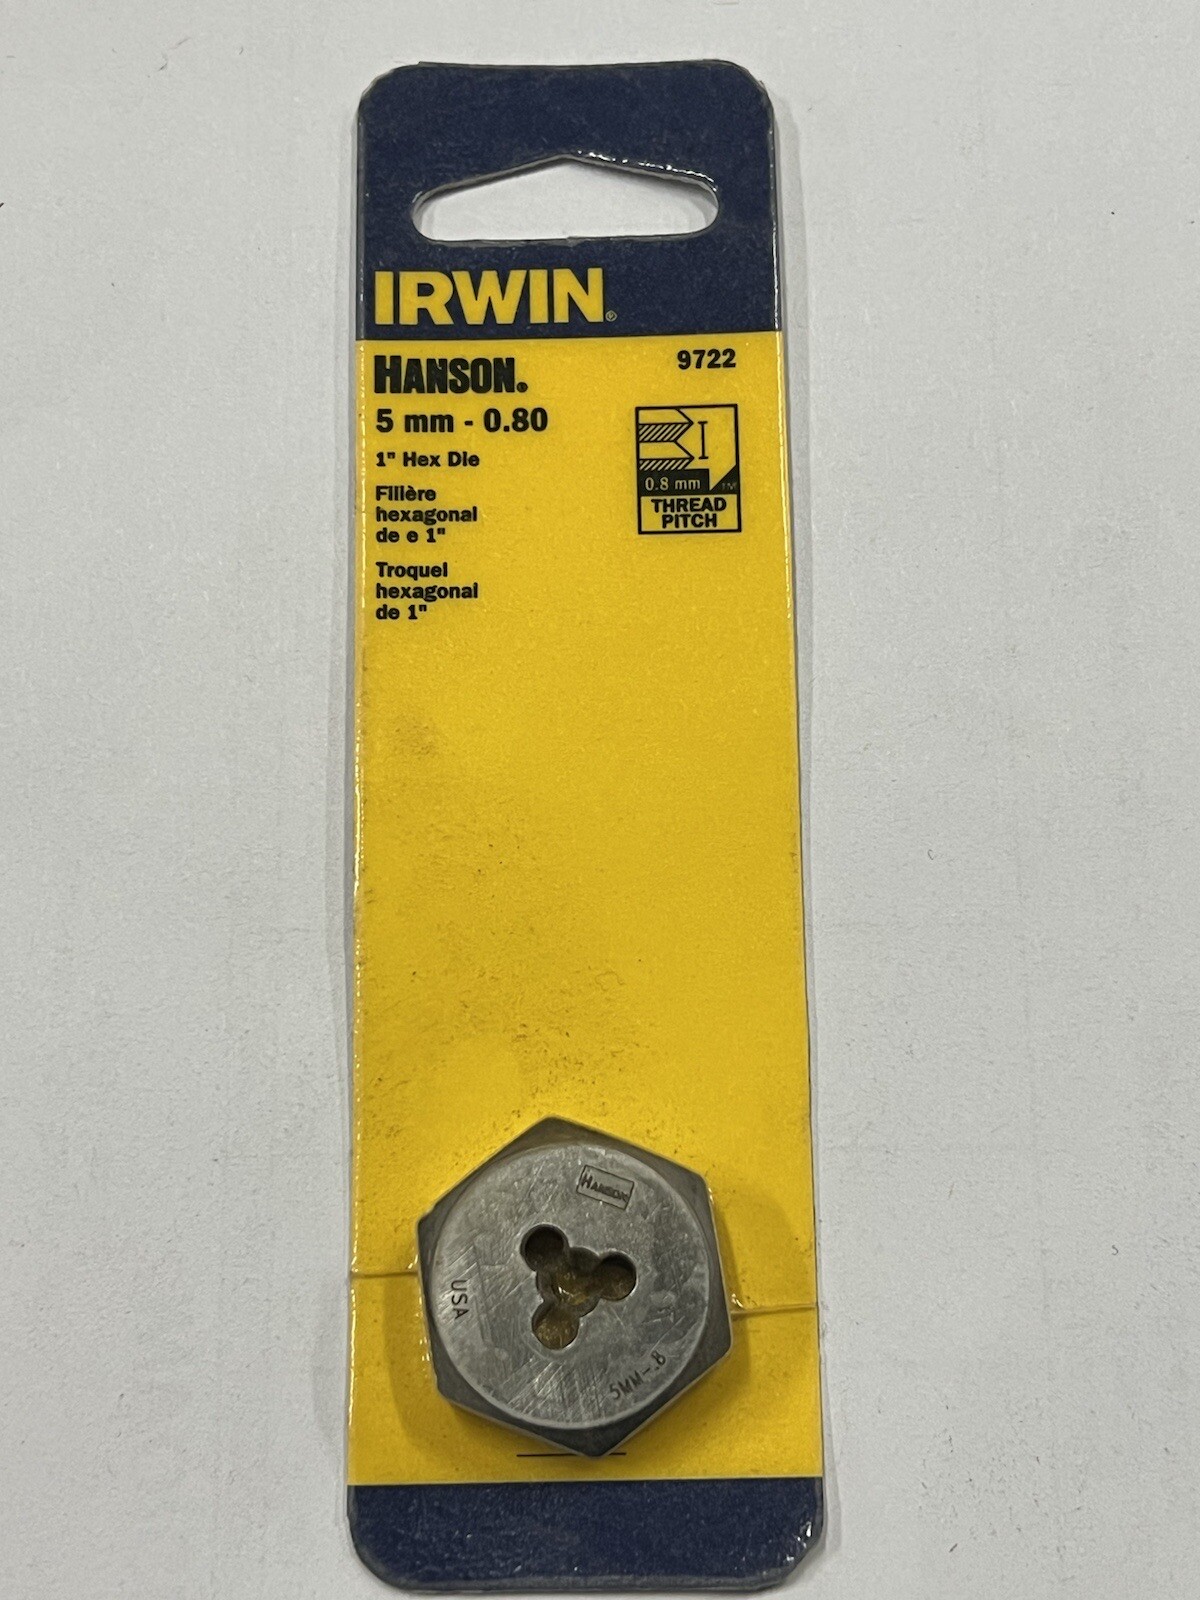 IRWIN®
HANSON®
9722
5 mm - 0.80
1" Hex Die
Filière
hexagonal
de e 1"
Troquel
hexagonal
de 1"
0.8 mm
THREAD
PITCH
HANSON
USA
5MM-.8